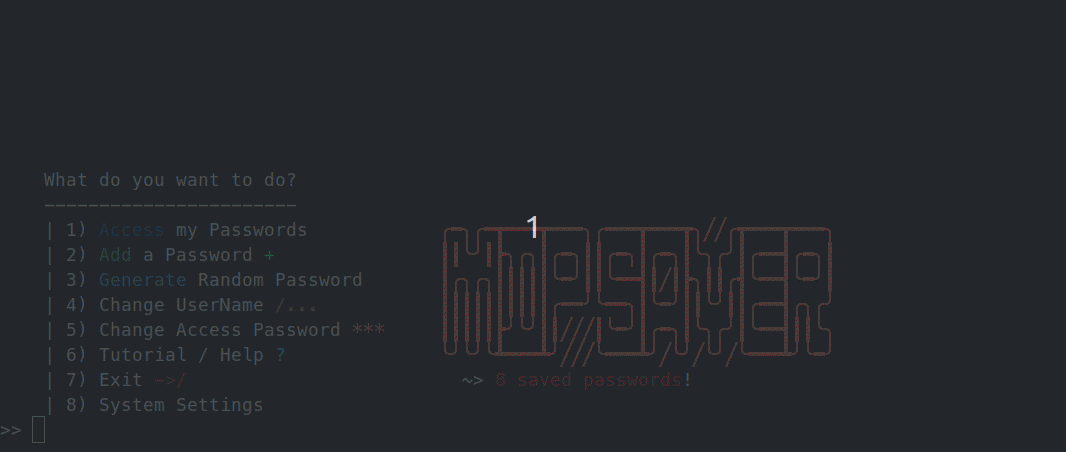 What do you want to do?
-----------------------
| 1) Access my Passwords
| 2) Add a Password +
| 3) Generate Random Password
| 4) Change UserName /...
| 5) Change Access Password ***
| 6) Tutorial / Help ?
| 7) Exit ~>/
| 8) System Settings
>>
1
~> 8 saved passwords!